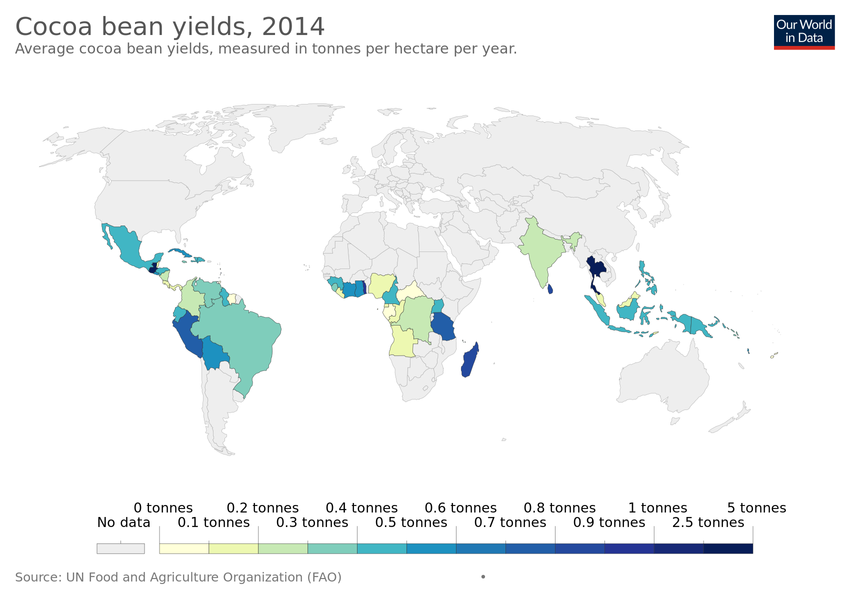 Cocoa bean yields, 2014
Average cocoa bean yields, measured in tonnes per hectare per year.
Our World
in Data
0 tonnes 0.2 tonnes 0.4 tonnes 0.6 tonnes 0.8 tonnes 1 tonnes 5 tonnes
No data 0.1 tonnes 0.3 tonnes 0.5 tonnes 0.7 tonnes 0.9 tonnes 2.5 tonnes
Source: UN Food and Agriculture Organization (FAO) •